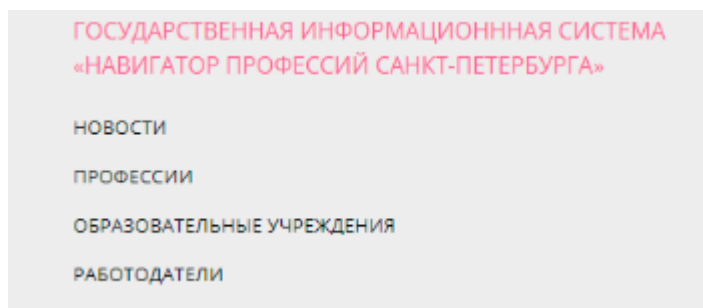 ГОСУДАРСТВЕННАЯ ИНФОРМАЦИОНННАЯ СИСТЕМА
«НАВИГАТОР ПРОФЕССИЙ САНКТ-ПЕТЕРБУРГА»
НОВОСТИ
ПРОФЕССИИ
ОБРАЗОВАТЕЛЬНЫЕ УЧРЕЖДЕНИЯ
РАБОТОДАТЕЛИ